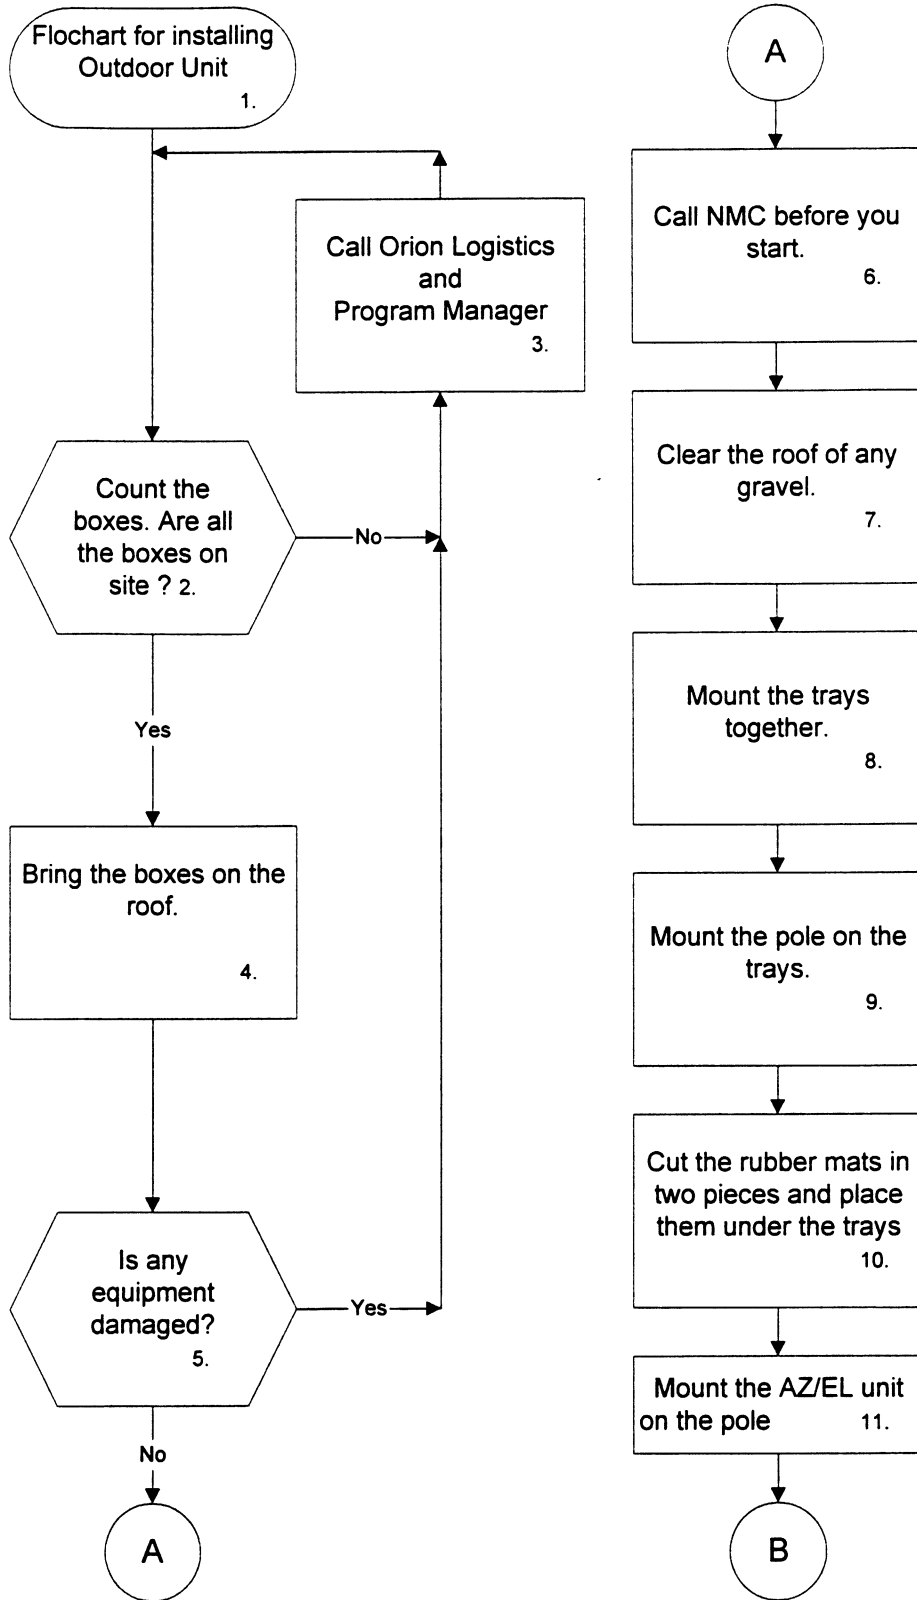 Flochart for installing
Outdoor Unit
1.
Call Orion Logistics
and
Program Manager
3.
Count the
boxes. Are all
the boxes on
site ? 2.
No
Yes
Bring the boxes on the
roof.
4.
Is any
equipment
damaged?
5.
Yes
No
A
A
Call NMC before you
start.
6.
Clear the roof of any
gravel.
7.
Mount the trays
together.
8.
Mount the pole on the
trays.
9.
Cut the rubber mats in
two pieces and place
them under the trays
10.
Mount the AZ/EL unit
on the pole 11.
B